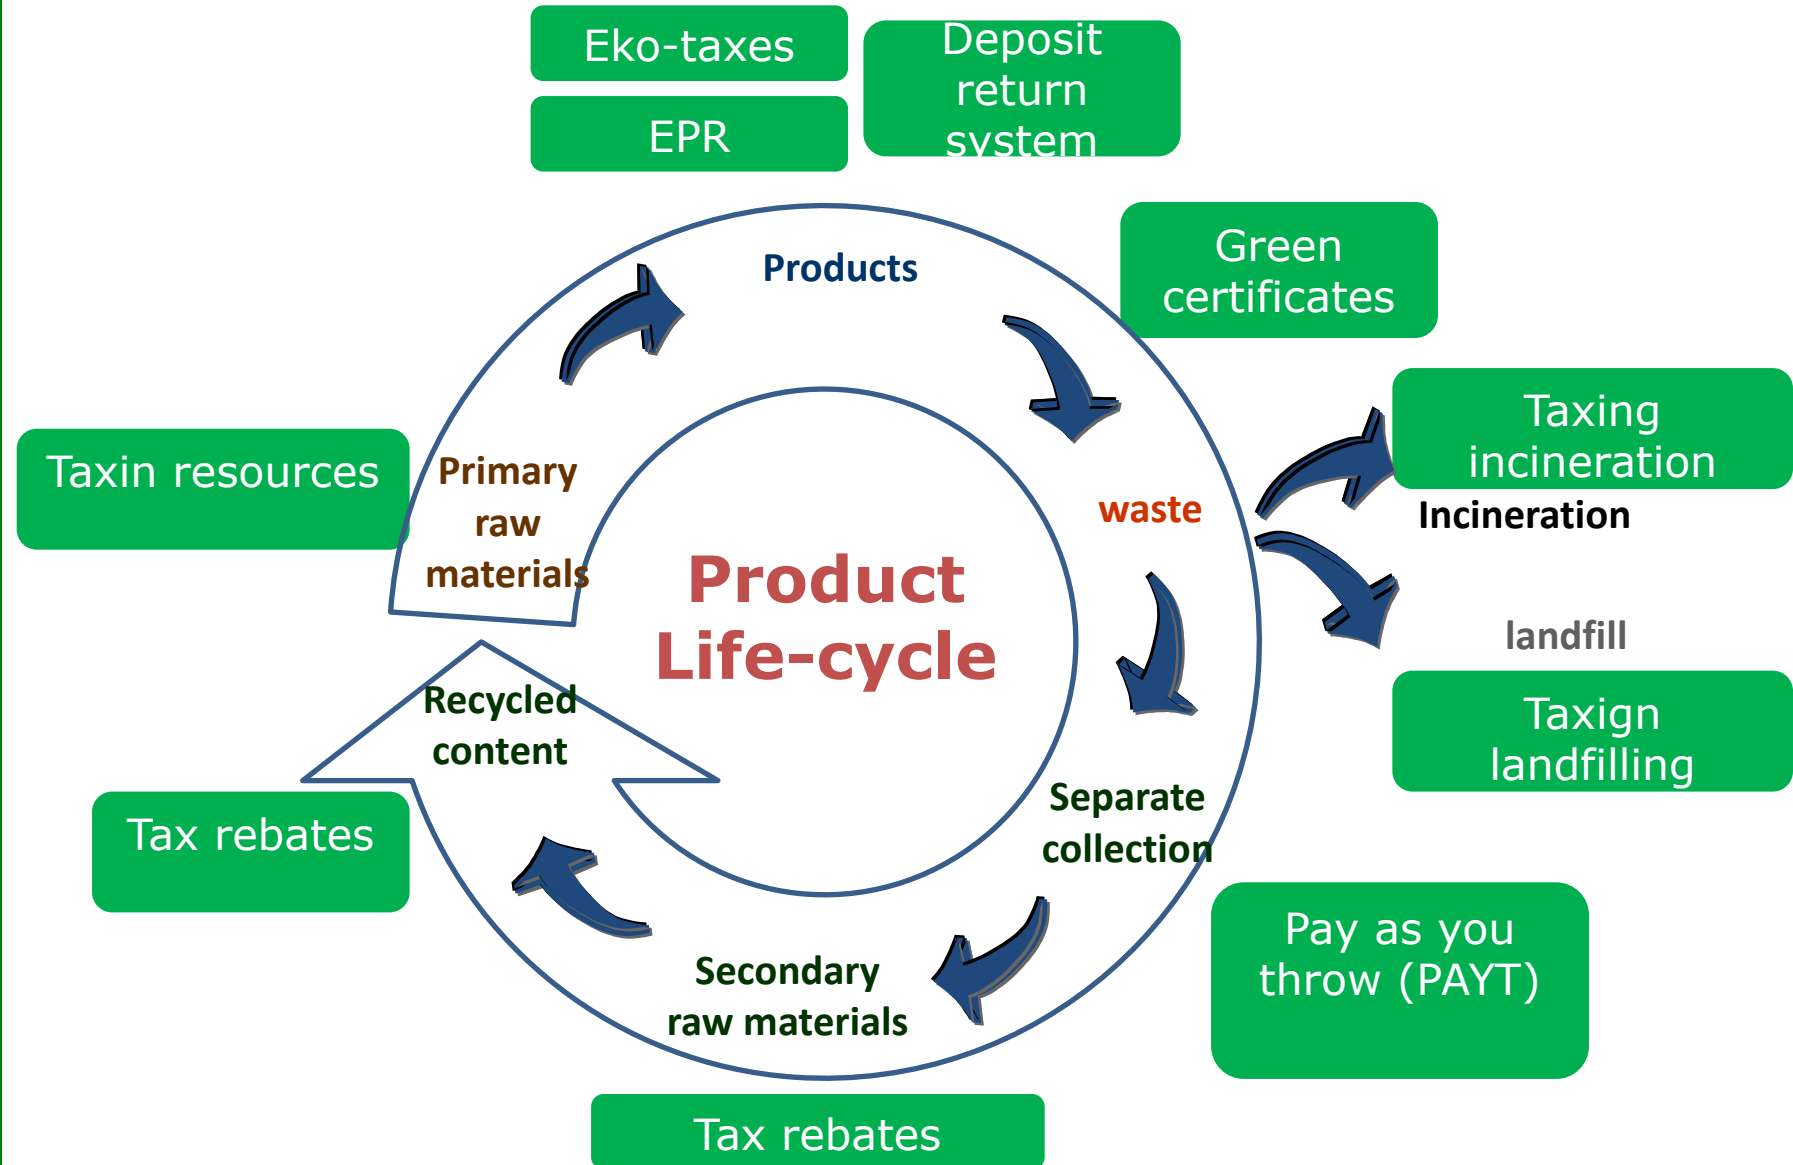 Eko-taxes
Deposit
return
system
EPR
Green
certificates
Products
Taxing
incineration
Incineration
Taxin resources
Primary
raw
materials
waste
Product
Life-cycle
landfill
Taxign
landfilling
Recycled
content
Separate
collection
Tax rebates
Pay as you
throw (PAYT)
Secondary
raw materials
Tax rebates